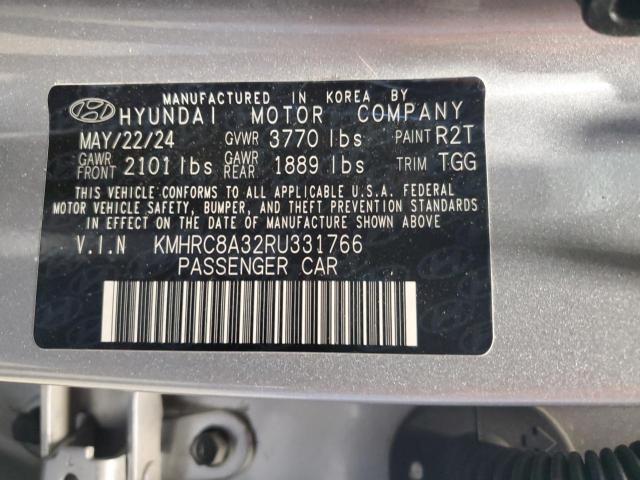 MANUFACTURED IN KOREA BY
HYUNDAI MOTOR COMPANY
MAY/22/24 GVWR 3770 lbs PAINT R2T
GAWR FRONT 2101 lbs GAWR REAR 1889 lbs TRIM TGG
THIS VEHICLE CONFORMS TO ALL APPLICABLE U.S.A. FEDERAL
MOTOR VEHICLE SAFETY, BUMPER, AND THEFT PREVENTION STANDARDS
IN EFFECT ON THE DATE OF MANUFACTURE SHOWN ABOVE.
V.I.N KMHRC8A32RU331766
PASSENGER CAR